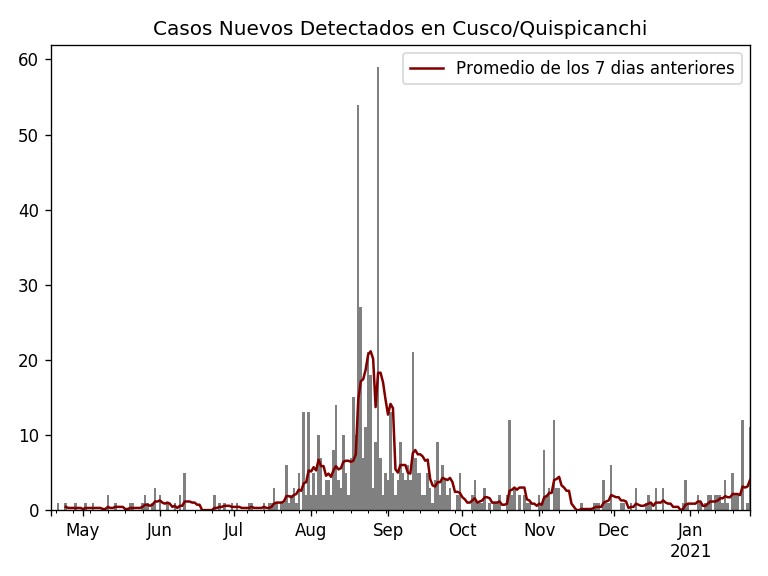 Casos Nuevos Detectados en Cusco/Quispicanchi
Promedio de los 7 dias anteriores
60
50
40
30
20
10
0
May Jun Jul Aug Sep Oct Nov Dec Jan
2021